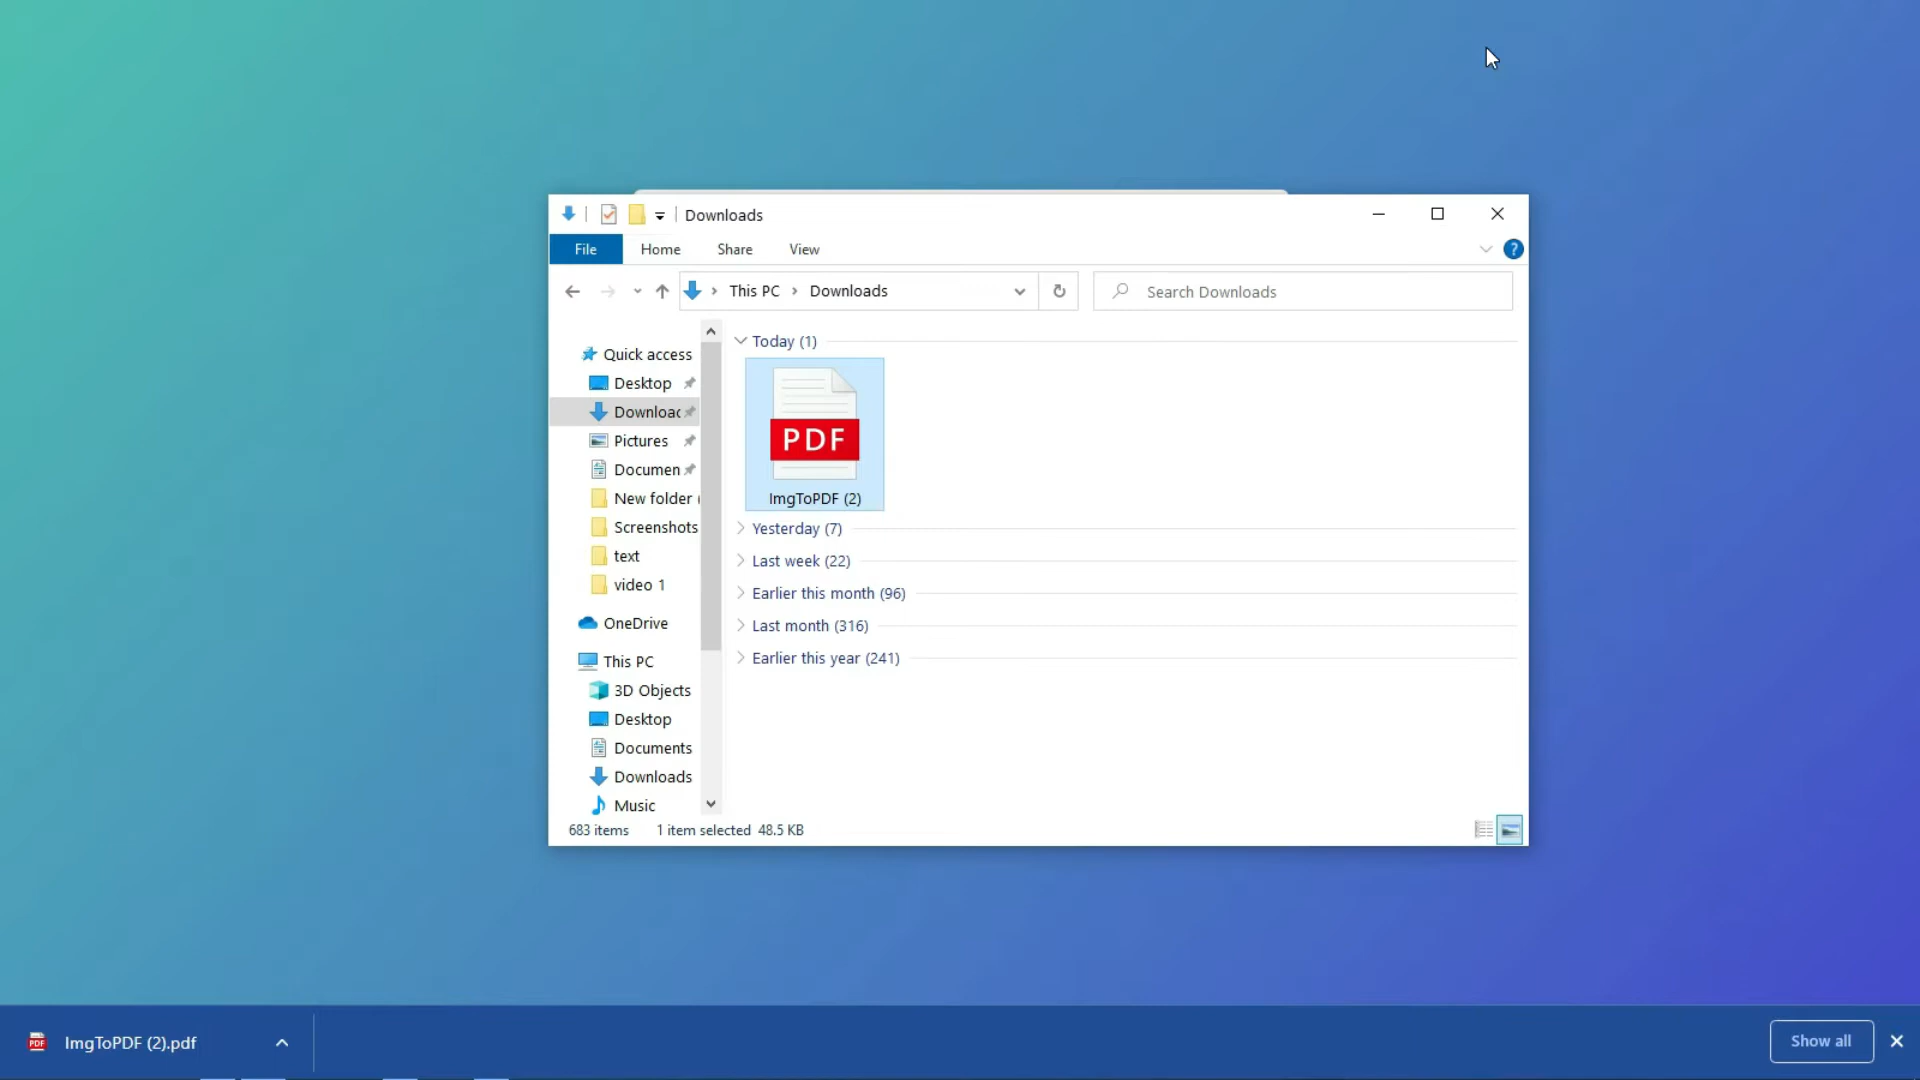 Downloads
File Home Share View
?
This PC Downloads
Search Downloads
Quick access
Desktop
Downloac
Pictures
Documen
New folder (
Screenshots
text
video 1
OneDrive
This PC
3D Objects
Desktop
Documents
Downloads
Music
Today (1)
PDF
ImgToPDF (2)
Yesterday (7)
Last week (22)
Earlier this month (96)
Last month (316)
Earlier this year (241)
683 items 1 item selected 48.5 KB
PDF ImgToPDF (2).pdf
Show all